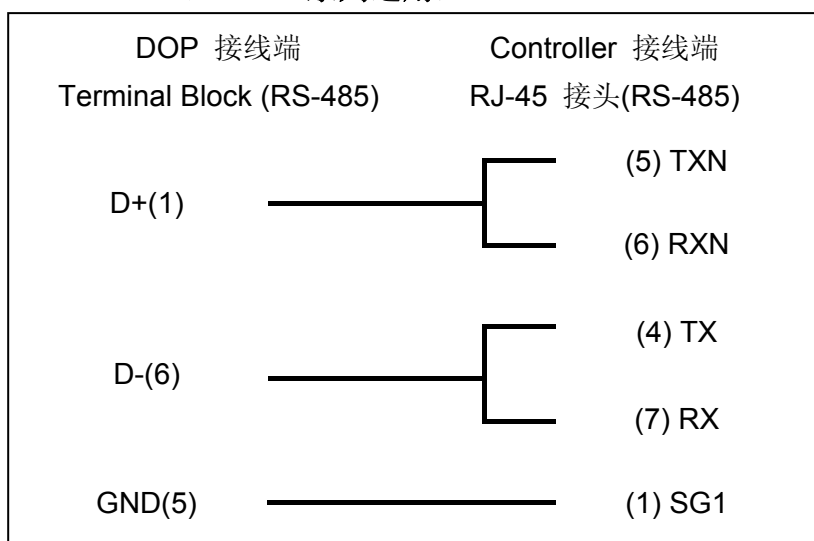 DOP 接线端
Controller 接线端
Terminal Block (RS-485)
RJ-45 接头(RS-485)
(5) TXN
D+(1)
(6) RXN
(4) TX
D-(6)
(7) RX
GND(5)
(1) SG1